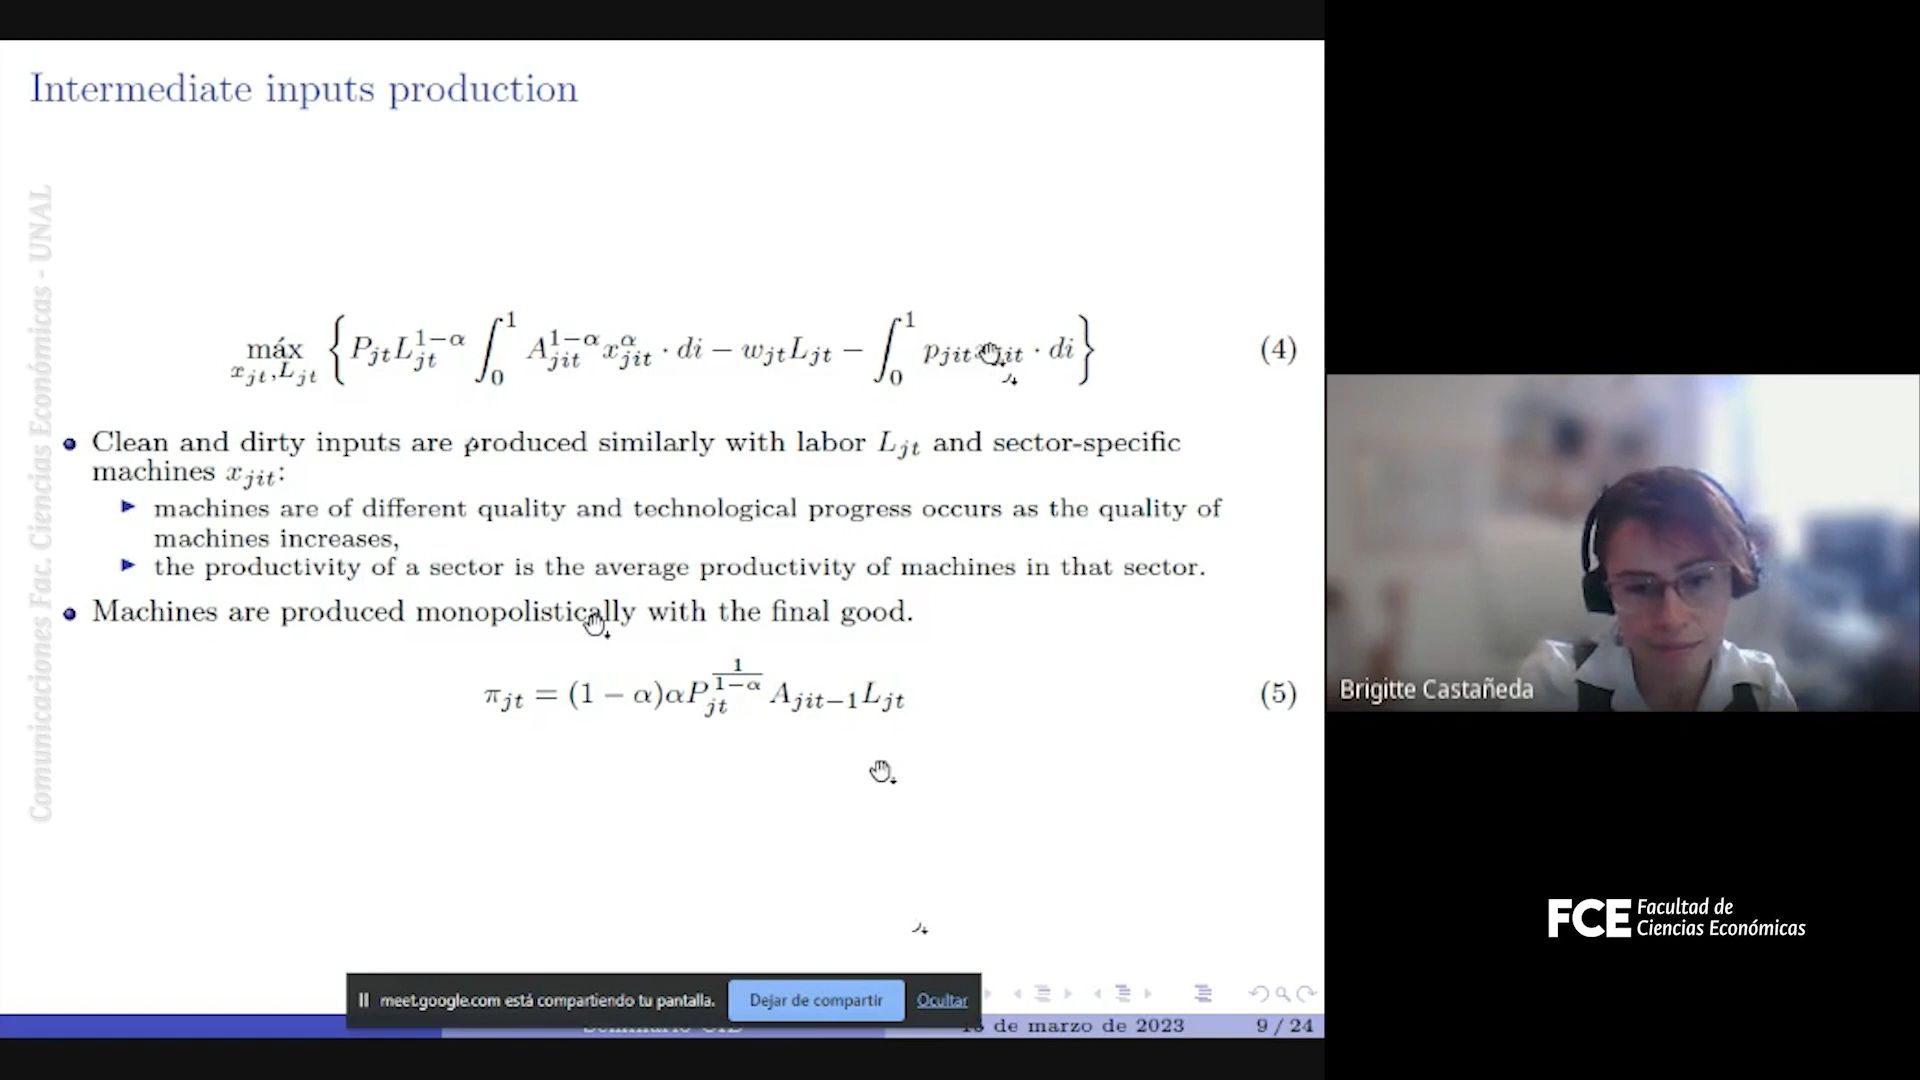 Intermediate inputs production
Comunicaciones Fac. Ciencias Económicas - UNAL
máx_{x_{jt},L_{jt}} { P_{jt}L_{jt}^{1−α} ∫_0^1 A_{jit}^{1−α} x_{jit}^{α} · di − w_{jt}L_{jt} − ∫_0^1 p_{jit}x_{jit} · di } (4)
Clean and dirty inputs are produced similarly with labor L_{jt} and sector-specific
machines x_{jit}:
machines are of different quality and technological progress occurs as the quality of
machines increases,
the productivity of a sector is the average productivity of machines in that sector.
Machines are produced monopolistically with the final good.
π_{jt} = (1 − α)αP_{jt}^{\frac{1}{1−α}} A_{jit−1}L_{jt} (5)
meet.google.com está compartiendo tu pantalla. Dejar de compartir Ocultar
de marzo de 2023 9 / 24
Brigitte Castañeda
FCE Facultad de
Ciencias Económicas